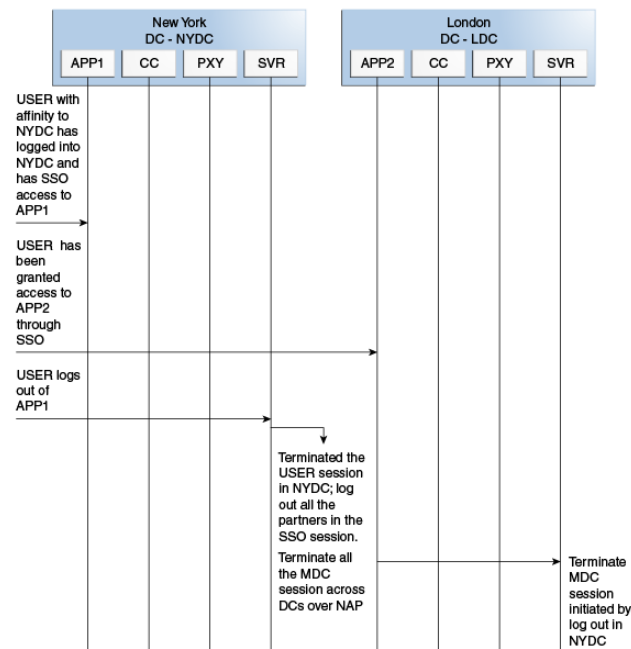 New York
DC - NYDC
London
DC - LDC
APP1
CC
PXY
SVR
APP2
CC
PXY
SVR
USER with
affinity to
NYDC has
logged into
NYDC and
has SSO
access to
APP1
USER has
been
granted
access to
APP2
through
SSO
USER logs
out of
APP1
Terminated the
USER session
in NYDC; log
out all the
partners in the
SSO session.
Terminate all
the MDC
session across
DCs over NAP
Terminate
MDC
session
initiated by
log out in
NYDC